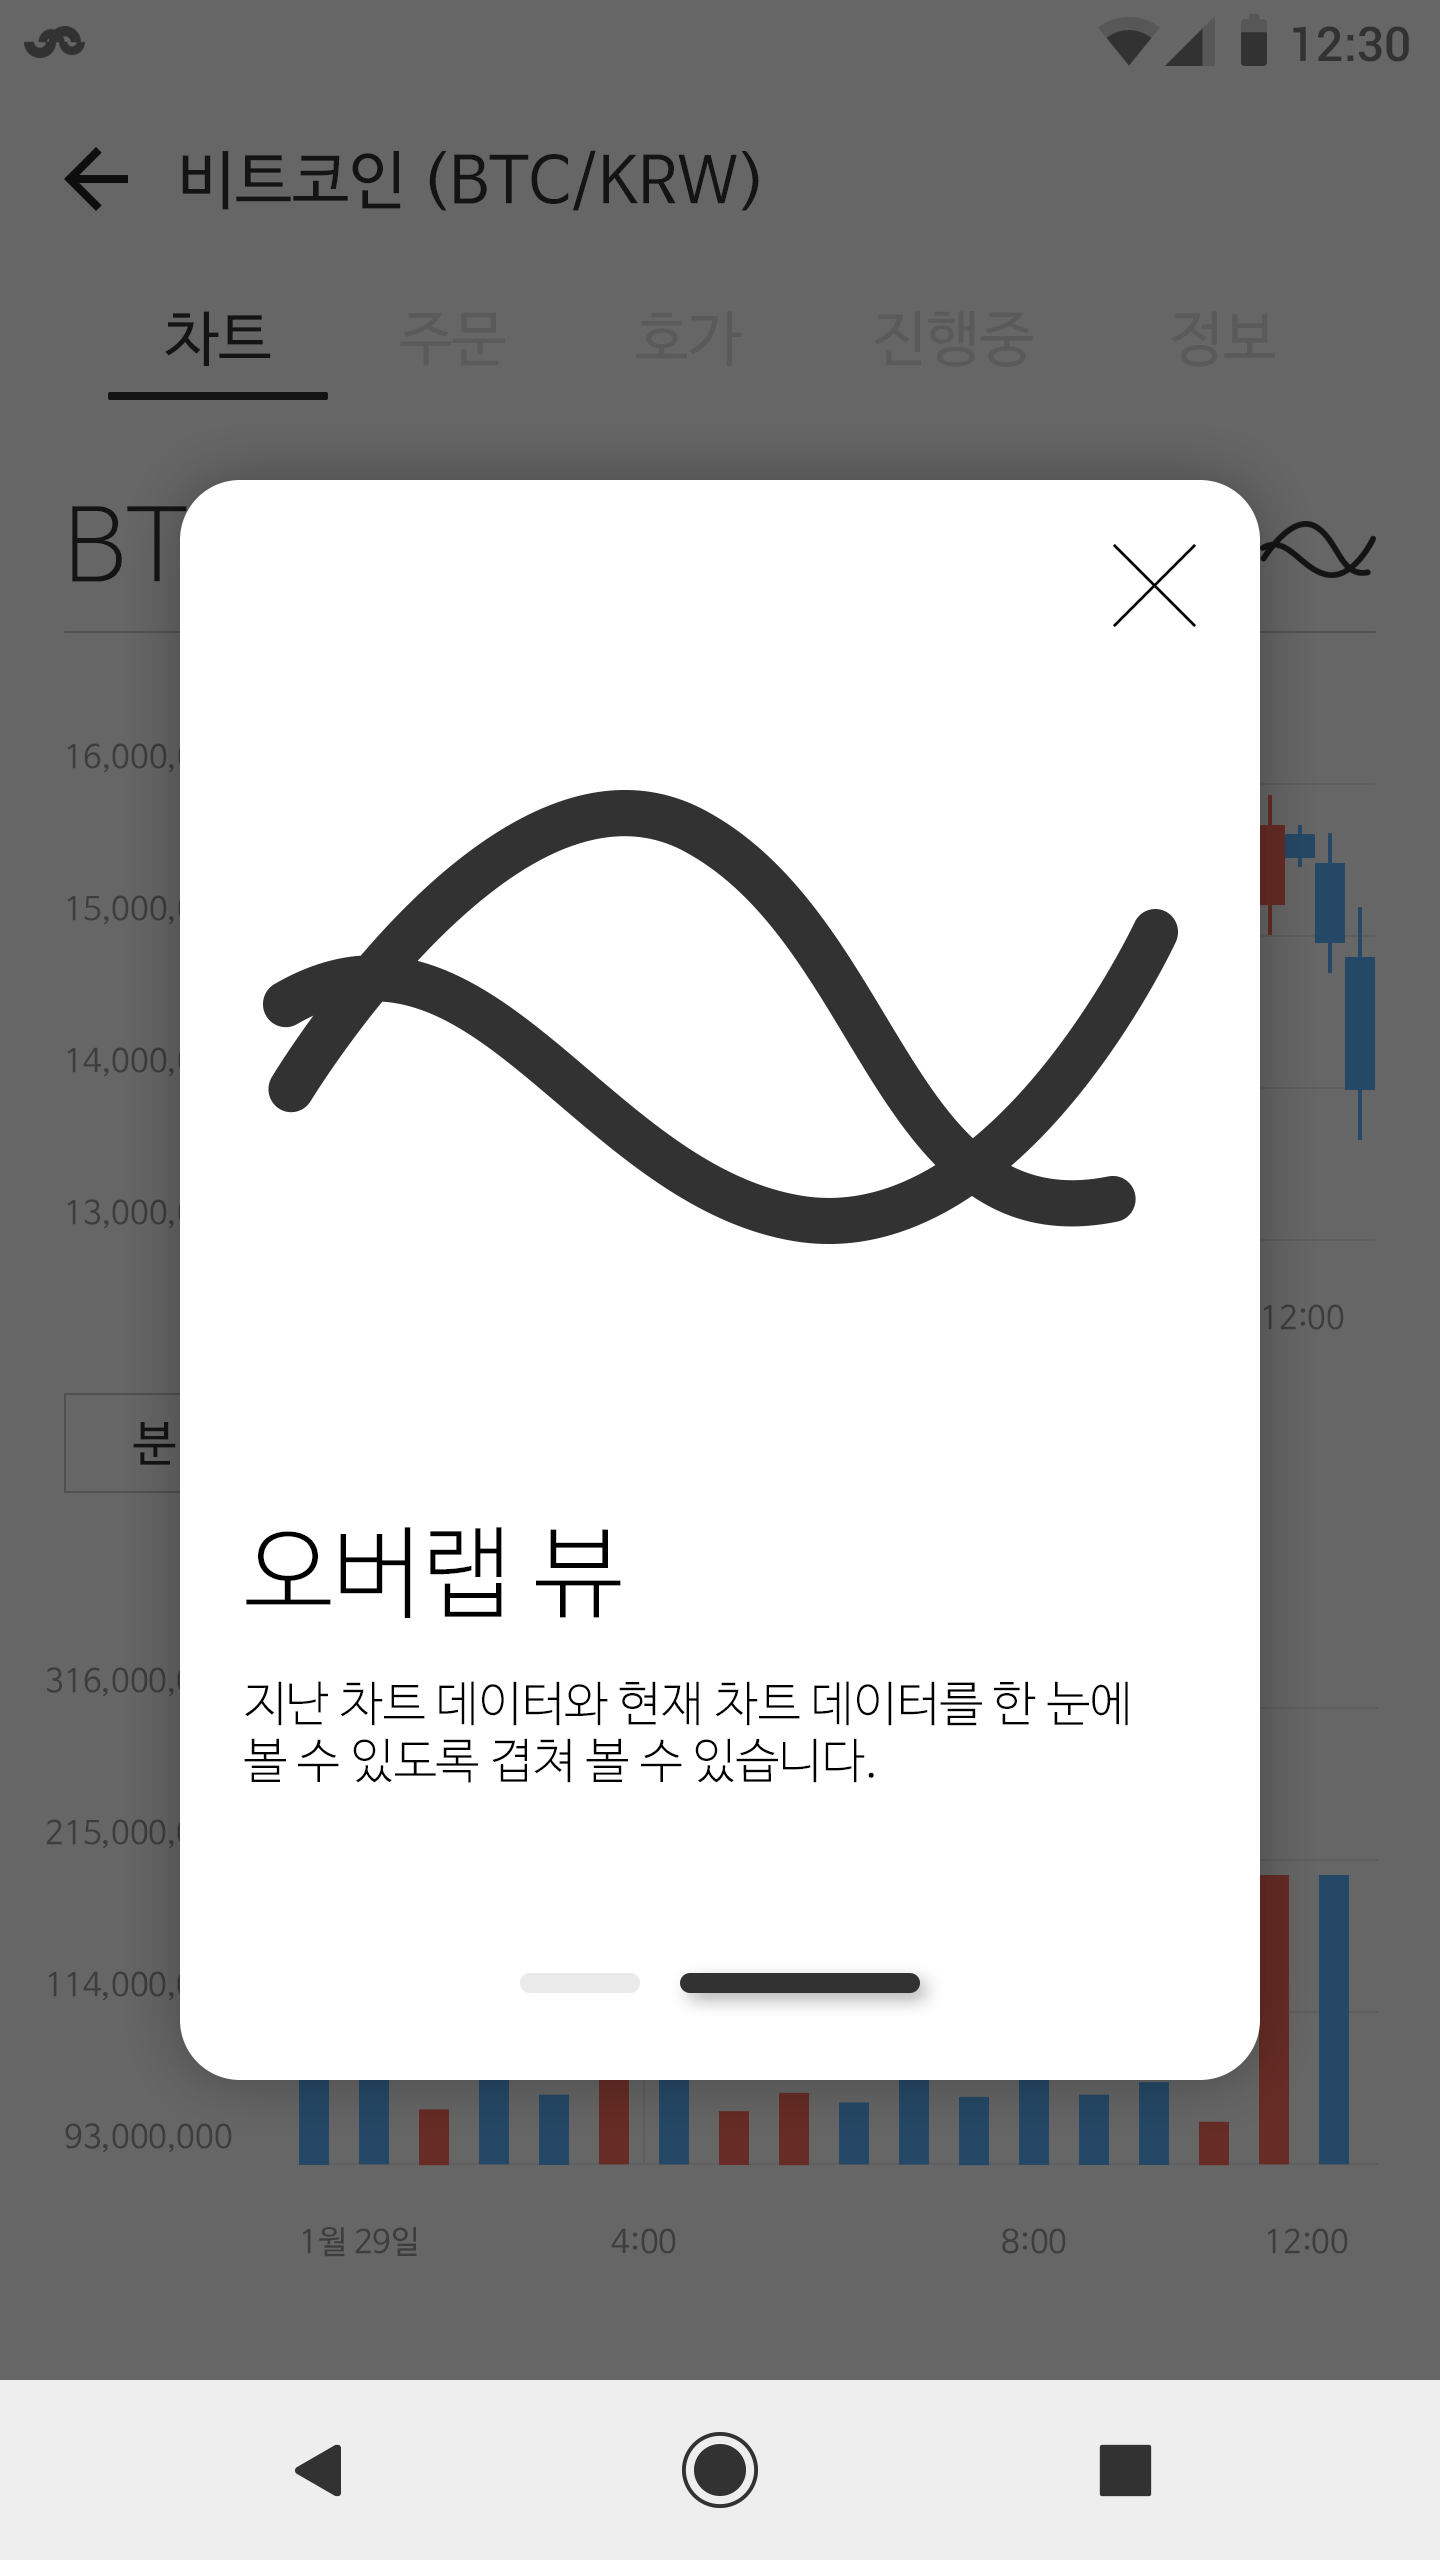 12:30
비트코인 (BTC/KRW)
차트 주문 호가 진행중 정보
BT
16,000,
15,000,
14,000,
13,000,
12:00
분
오버랩 뷰
지난 차트 데이터와 현재 차트 데이터를 한 눈에
볼 수 있도록 겹쳐 볼 수 있습니다.
316,000,
215,000,
114,000,
93,000,000
1월 29일 4:00 8:00 12:00